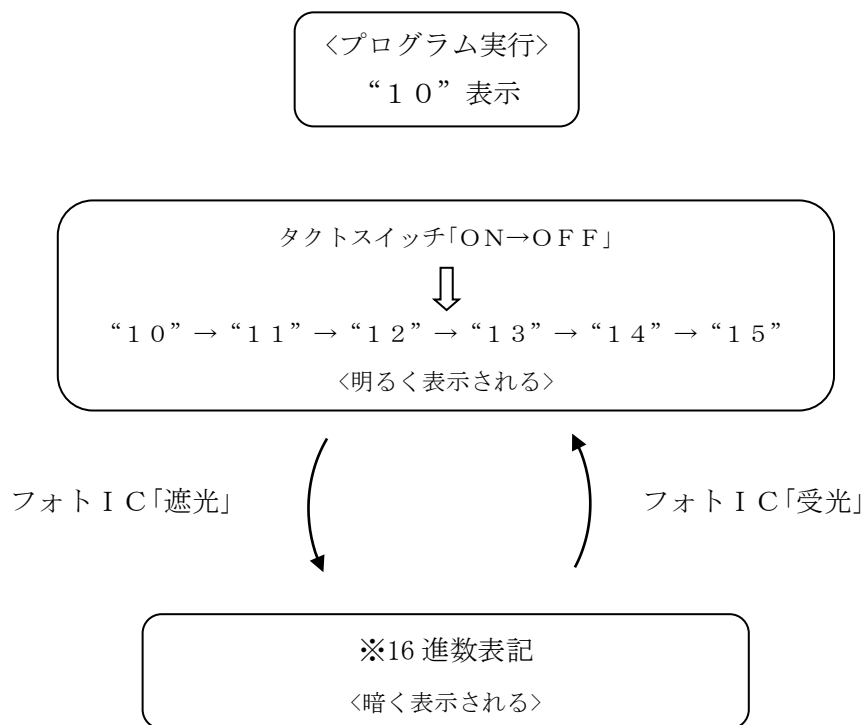 <プログラム実行>
“１０”表示
タクトスイッチ｢ＯＮ→ＯＦＦ｣
“１０” → “１１” → “１２” → “１３” → “１４” → “１５”
<明るく表示される>
フォトＩＣ｢遮光｣
フォトＩＣ｢受光｣
※16進数表記
<暗く表示される>